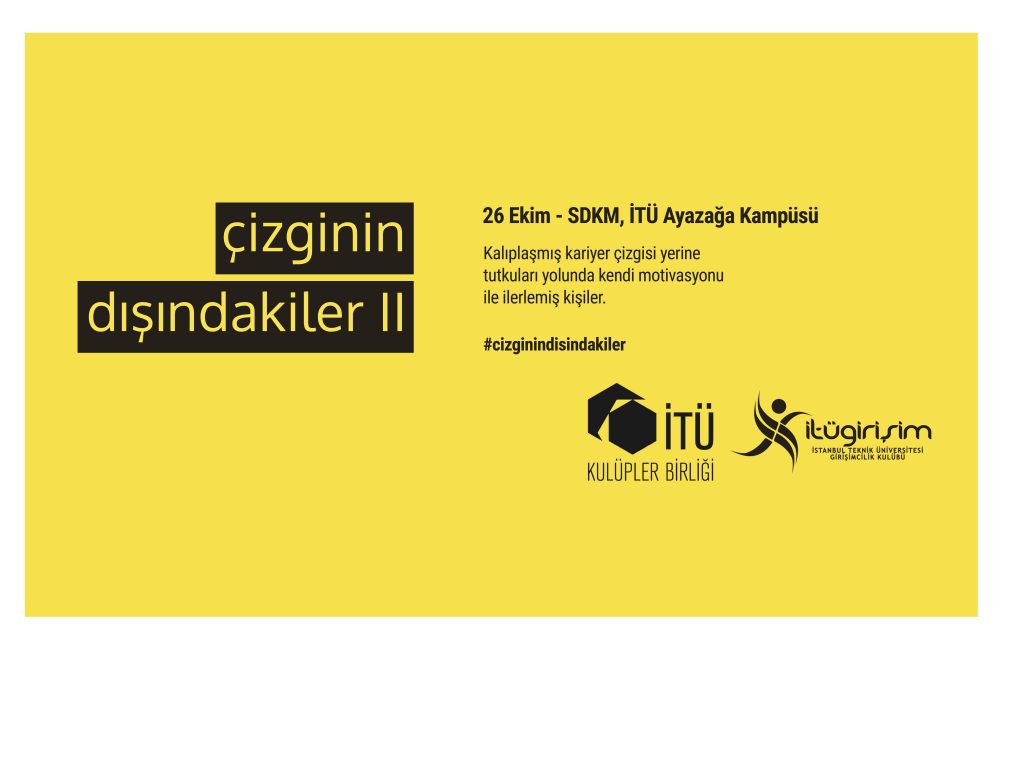 çizginin
dışındakiler II
26 Ekim - SDKM, İTÜ Ayazağa Kampüsü
Kalıplaşmış kariyer çizgisi yerine
tutkuları yolunda kendi motivasyonu
ile ilerlemiş kişiler.
#cizginindisindakiler
İTÜ
KULÜPLER BİRLİĞİ
itügirişim
İSTANBUL TEKNİK ÜNİVERSİTESİ
GİRİŞİMCİLİK KULÜBÜ